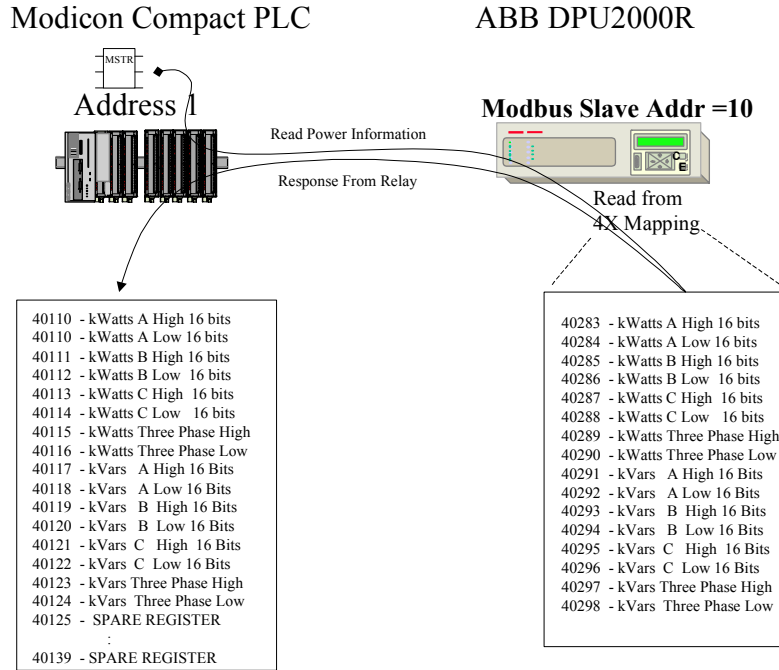 Modicon Compact PLC
ABB DPU2000R
MSTR
Address 1
Modbus Slave Addr =10
Read Power Information
Response From Relay
C
E
Read from
4X Mapping
40110 - kWatts A High 16 bits
40110 - kWatts A Low 16 bits
40111 - kWatts B High 16 bits
40112 - kWatts B Low 16 bits
40113 - kWatts C High 16 bits
40114 - kWatts C Low 16 bits
40115 - kWatts Three Phase High
40116 - kWatts Three Phase Low
40117 - kVars A High 16 Bits
40118 - kVars A Low 16 Bits
40119 - kVars B High 16 Bits
40120 - kVars B Low 16 Bits
40121 - kVars C High 16 Bits
40122 - kVars C Low 16 Bits
40123 - kVars Three Phase High
40124 - kVars Three Phase Low
40125 - SPARE REGISTER
:
40139 - SPARE REGISTER
40283 - kWatts A High 16 bits
40284 - kWatts A Low 16 bits
40285 - kWatts B High 16 bits
40286 - kWatts B Low 16 bits
40287 - kWatts C High 16 bits
40288 - kWatts C Low 16 bits
40289 - kWatts Three Phase High
40290 - kWatts Three Phase Low
40291 - kVars A High 16 Bits
40292 - kVars A Low 16 Bits
40293 - kVars B High 16 Bits
40294 - kVars B Low 16 Bits
40295 - kVars C High 16 Bits
40296 - kVars C Low 16 Bits
40297 - kVars Three Phase High
40298 - kVars Three Phase Low